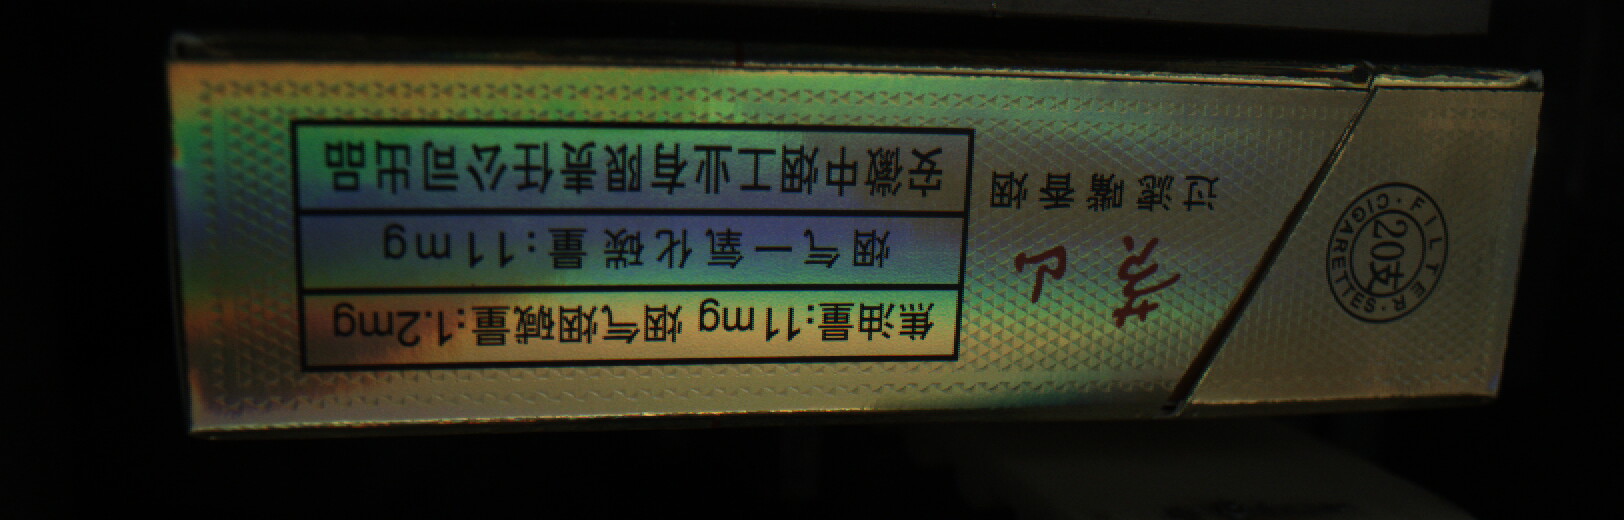 FILTER·CIGARETTES·
20支
黄山
过滤嘴香烟
焦油量:11mg 烟气烟碱量:1.2mg
烟气一氧化碳量:11mg
安徽中烟工业有限责任公司出品